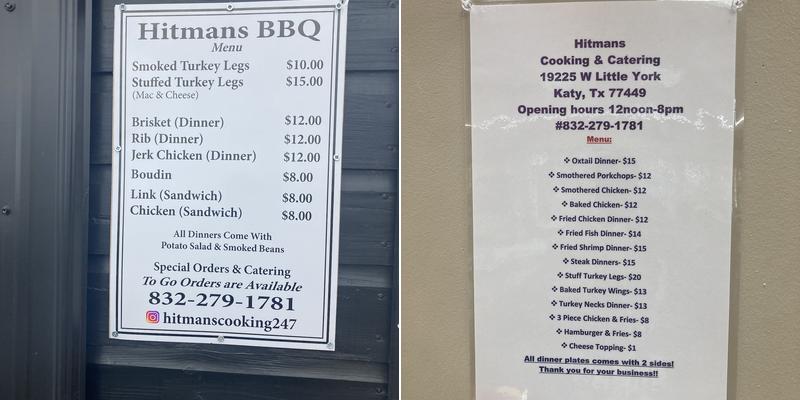 Hitmans BBQ
Menu
Smoked Turkey Legs $10.00
Stuffed Turkey Legs $15.00
(Mac & Cheese)
Brisket (Dinner) $12.00
Rib (Dinner) $12.00
Jerk Chicken (Dinner) $12.00
Boudin $8.00
Link (Sandwich) $8.00
Chicken (Sandwich) $8.00
All Dinners Come With
Potato Salad & Smoked Beans
Special Orders & Catering
To Go Orders are Available
832-279-1781
hitmanscooking247
Hitmans
Cooking & Catering
19225 W Little York
Katy, Tx 77449
Opening hours 12noon-8pm
#832-279-1781
Menu:
❖ Oxtail Dinner- $15
❖ Smothered Porkchops- $12
❖ Smothered Chicken- $12
❖ Baked Chicken- $12
❖ Fried Chicken Dinner- $12
❖ Fried Fish Dinner- $14
❖ Fried Shrimp Dinner- $15
❖ Steak Dinners- $15
❖ Stuff Turkey Legs- $20
❖ Baked Turkey Wings- $13
❖ Turkey Necks Dinner- $13
❖ 3 Piece Chicken & Fries- $8
❖ Hamburger & Fries- $8
❖ Cheese Topping- $1
All dinner plates comes with 2 sides!
Thank you for your business!!